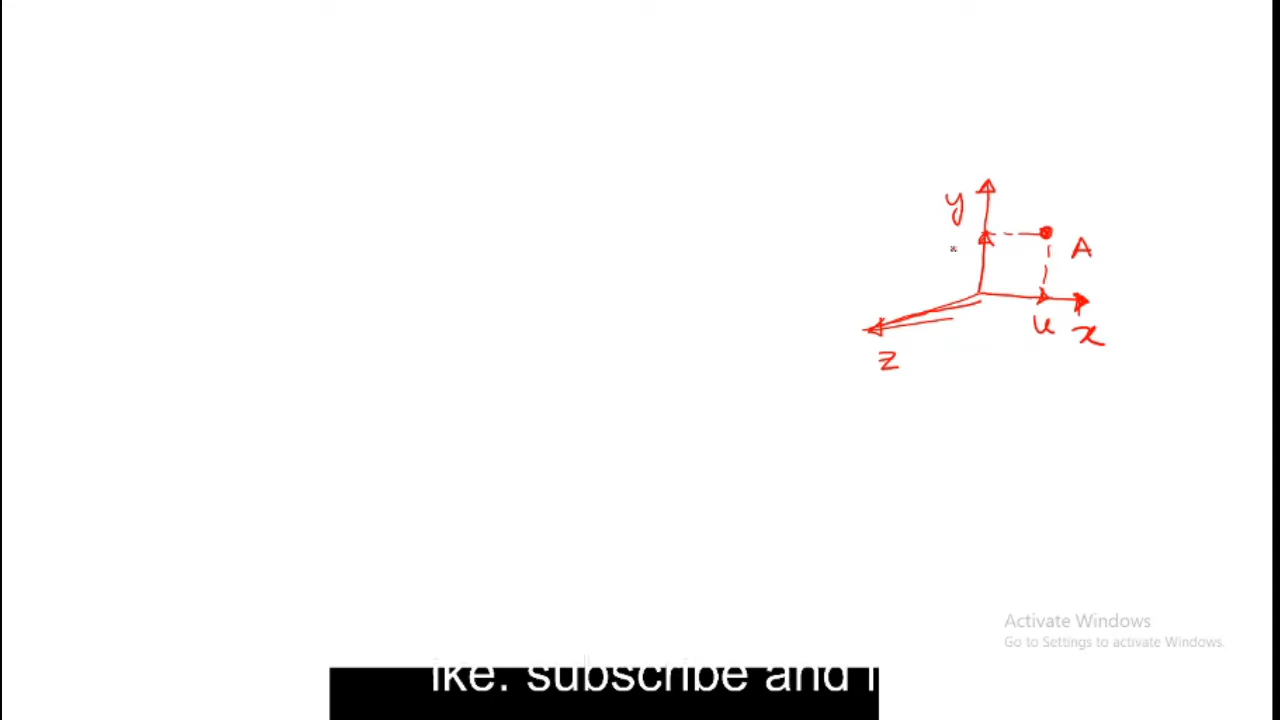 y
A
u
x
z
Activate Windows
Go to Settings to activate Windows.
ike. subscribe and